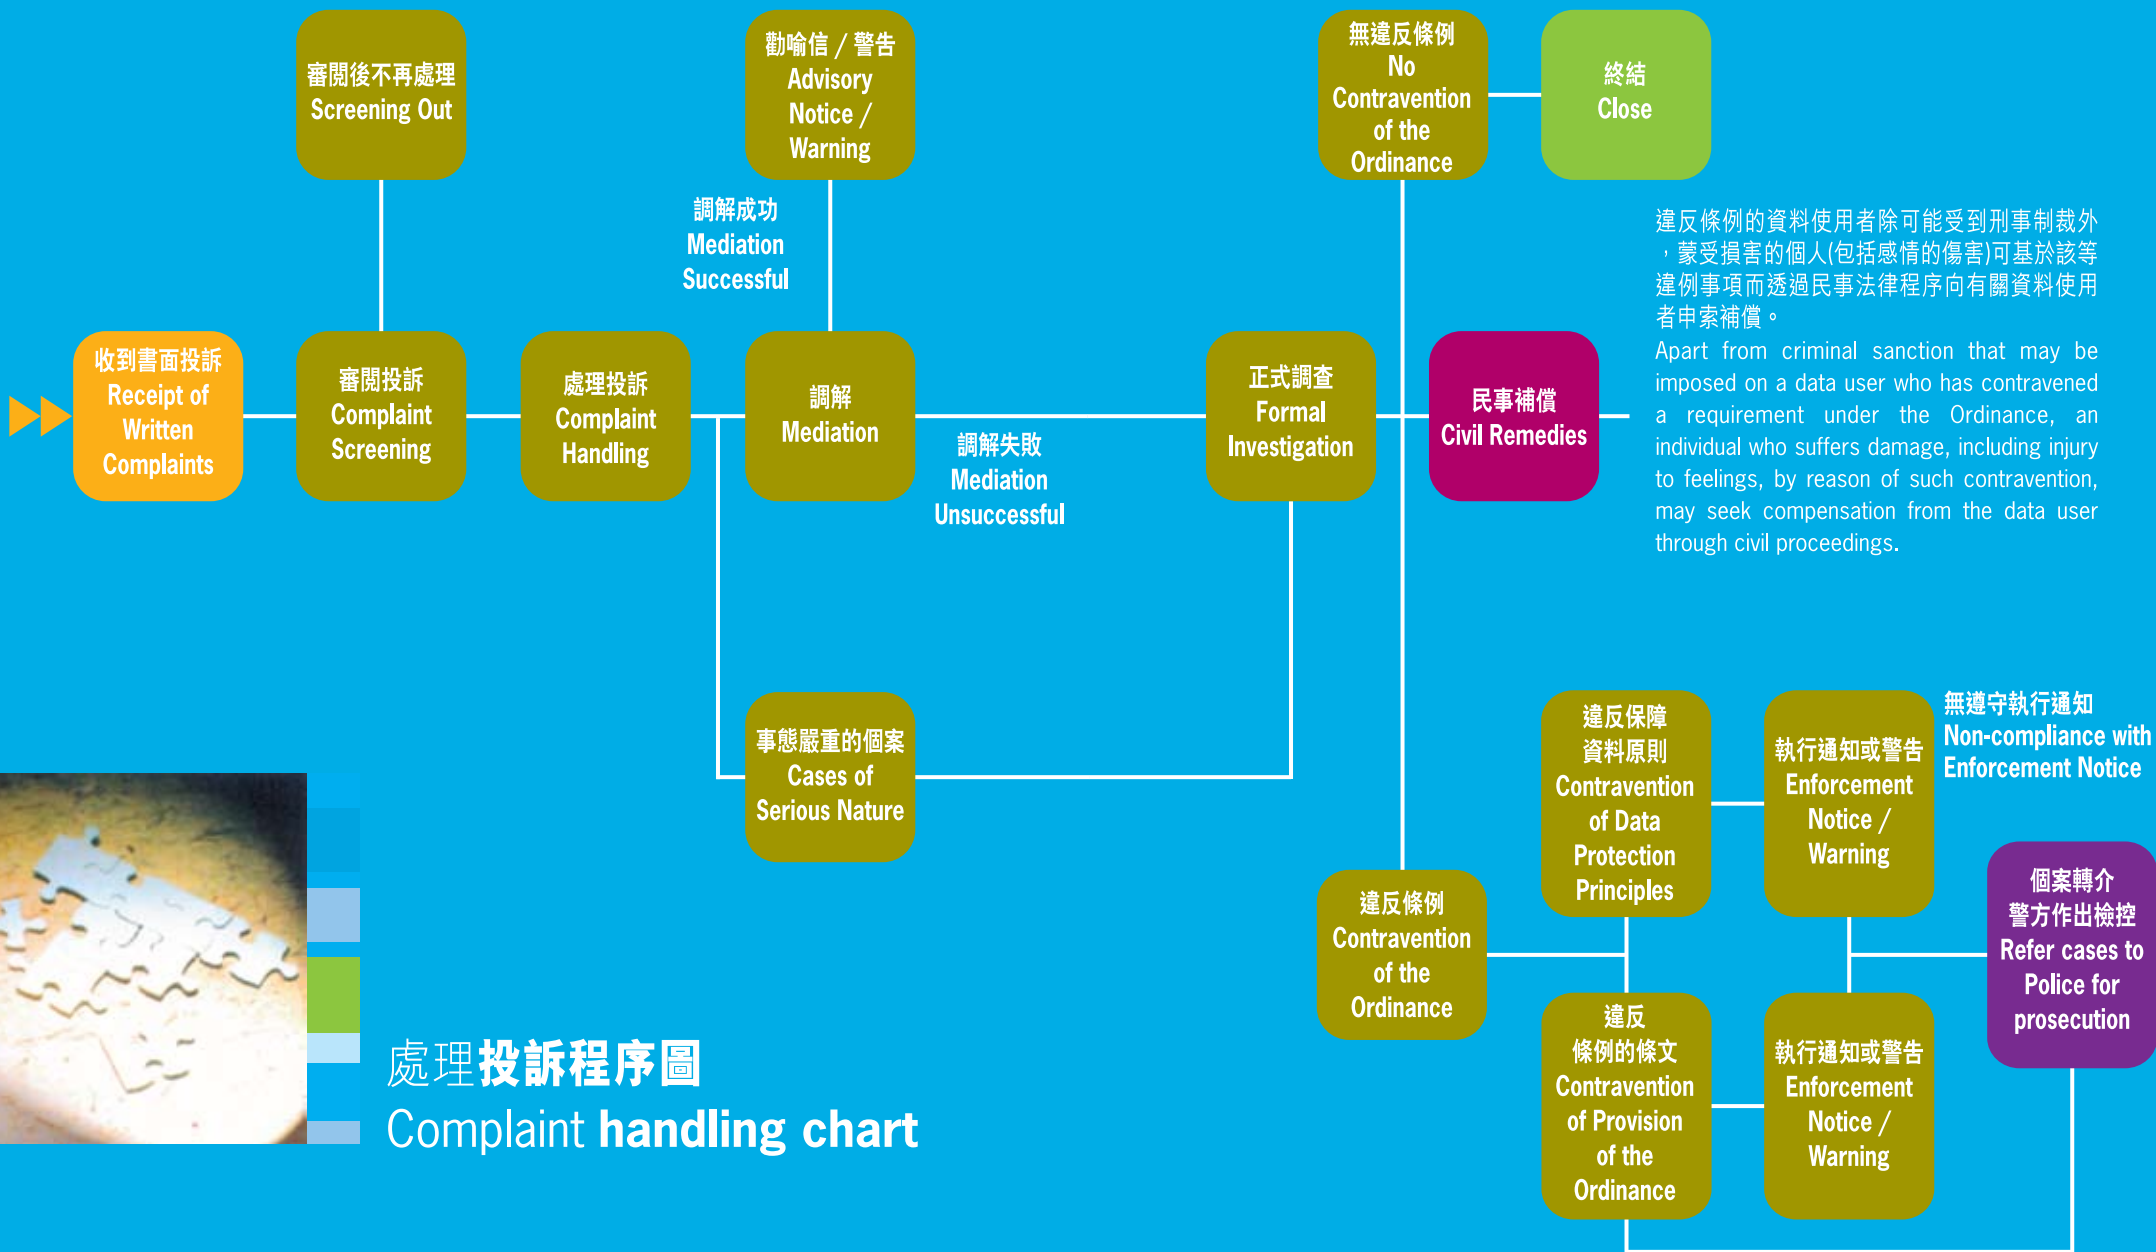 審閱後不再處理
Screening Out
勸喻信 / 警告
Advisory
Notice /
Warning
無違反條例
No
Contravention
of the
Ordinance
終結
Close
調解成功
Mediation
Successful
違反條例的資料使用者除可能受到刑事制裁外
，蒙受損害的個人(包括感情的傷害)可基於該等
違例事項而透過民事法律程序向有關資料使用
者申索補償。
Apart from criminal sanction that may be
imposed on a data user who has contravened
a requirement under the Ordinance, an
individual who suffers damage, including injury
to feelings, by reason of such contravention,
may seek compensation from the data user
through civil proceedings.
收到書面投訴
Receipt of
Written
Complaints
審閱投訴
Complaint
Screening
處理投訴
Complaint
Handling
調解
Mediation
調解失敗
Mediation
Unsuccessful
正式調查
Formal
Investigation
民事補償
Civil Remedies
事態嚴重的個案
Cases of
Serious Nature
違反條例
Contravention
of the
Ordinance
違反保障
資料原則
Contravention
of Data
Protection
Principles
執行通知或警告
Enforcement
Notice /
Warning
無遵守執行通知
Non-compliance with
Enforcement Notice
個案轉介
警方作出檢控
Refer cases to
Police for
prosecution
違反
條例的條文
Contravention
of Provision
of the
Ordinance
執行通知或警告
Enforcement
Notice /
Warning
處理投訴程序圖
Complaint handling chart